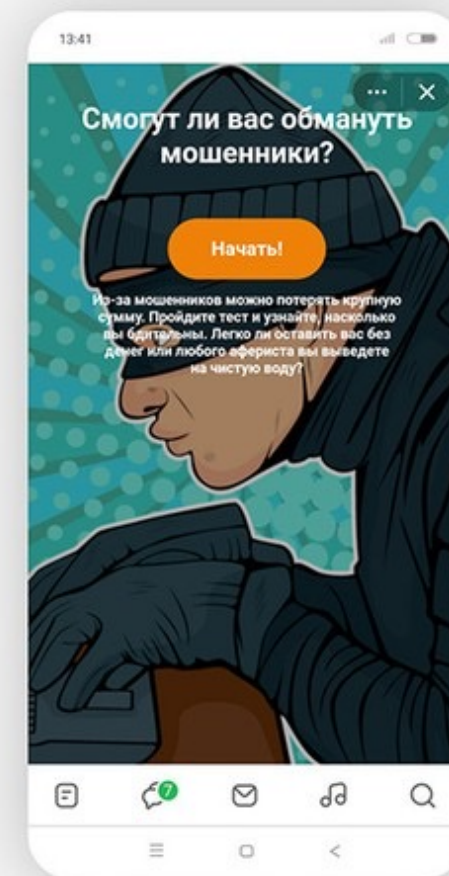 13:41
Смогут ли вас обмануть
мошенники?
Начать!
Из-за мошенников можно потерять крупную
сумму. Пройдите тест и узнайте, насколько
вы бдительны. Легко ли оставить вас без
денег или любого афериста вы выведете
на чистую воду?
7